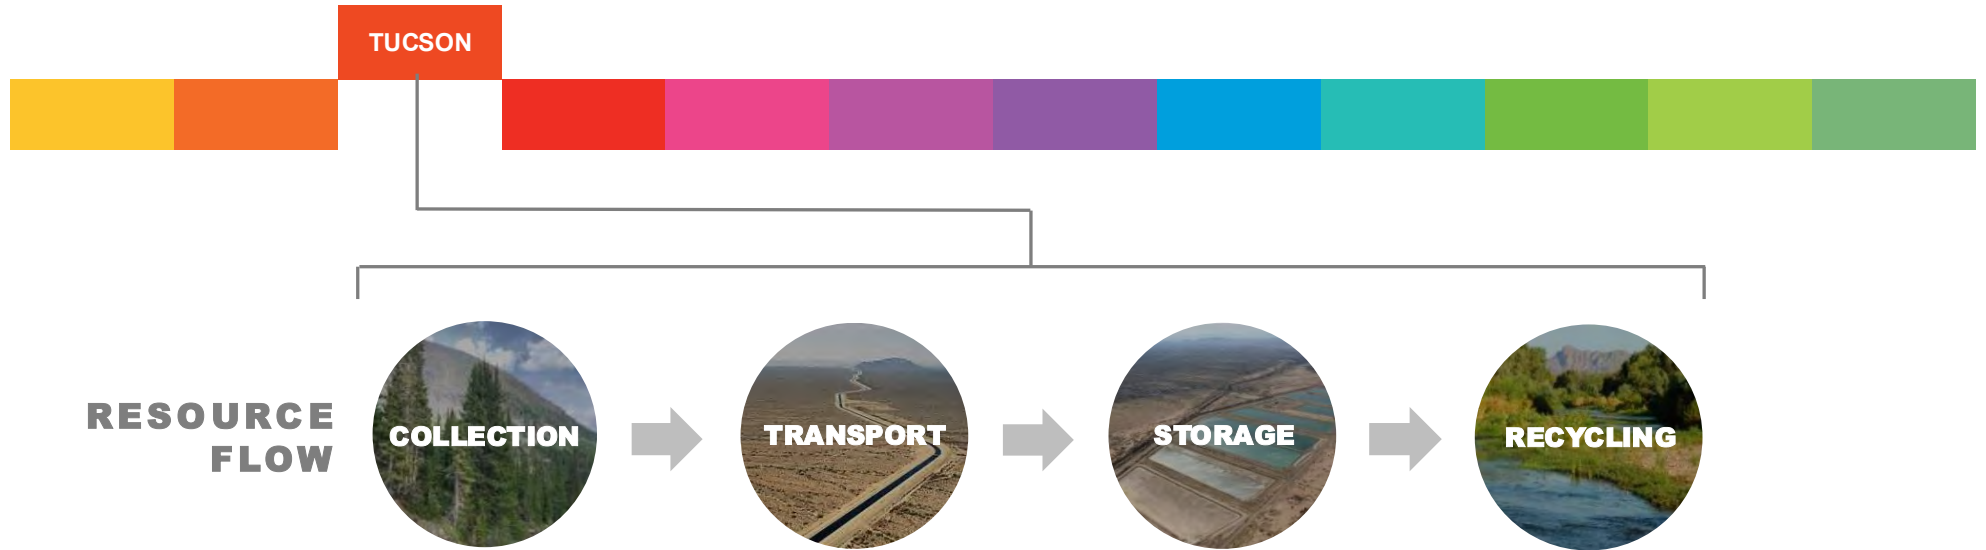 TUCSON
RESOURCE
FLOW
COLLECTION
TRANSPORT
STORAGE
RECYCLING